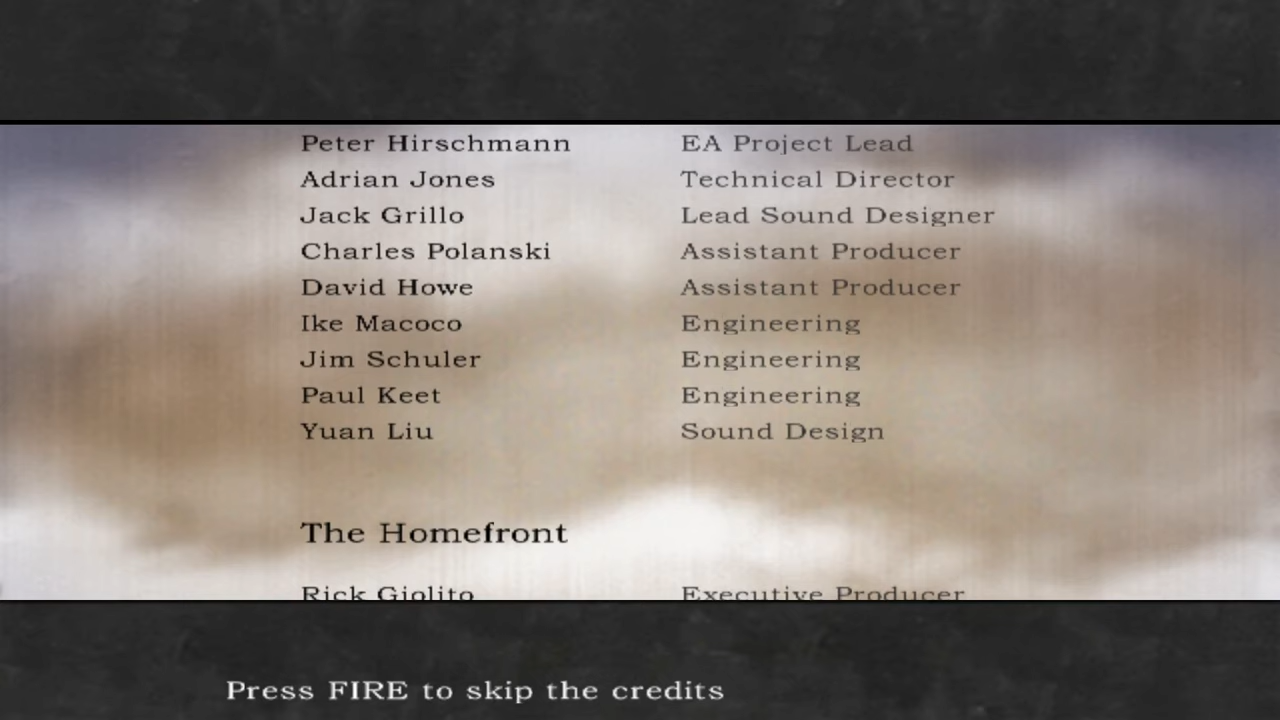 Peter Hirschmann EA Project Lead
Adrian Jones Technical Director
Jack Grillo Lead Sound Designer
Charles Polanski Assistant Producer
David Howe Assistant Producer
Ike Macoco Engineering
Jim Schuler Engineering
Paul Keet Engineering
Yuan Liu Sound Design
The Homefront
Rick Giolito Executive Producer
Press FIRE to skip the credits